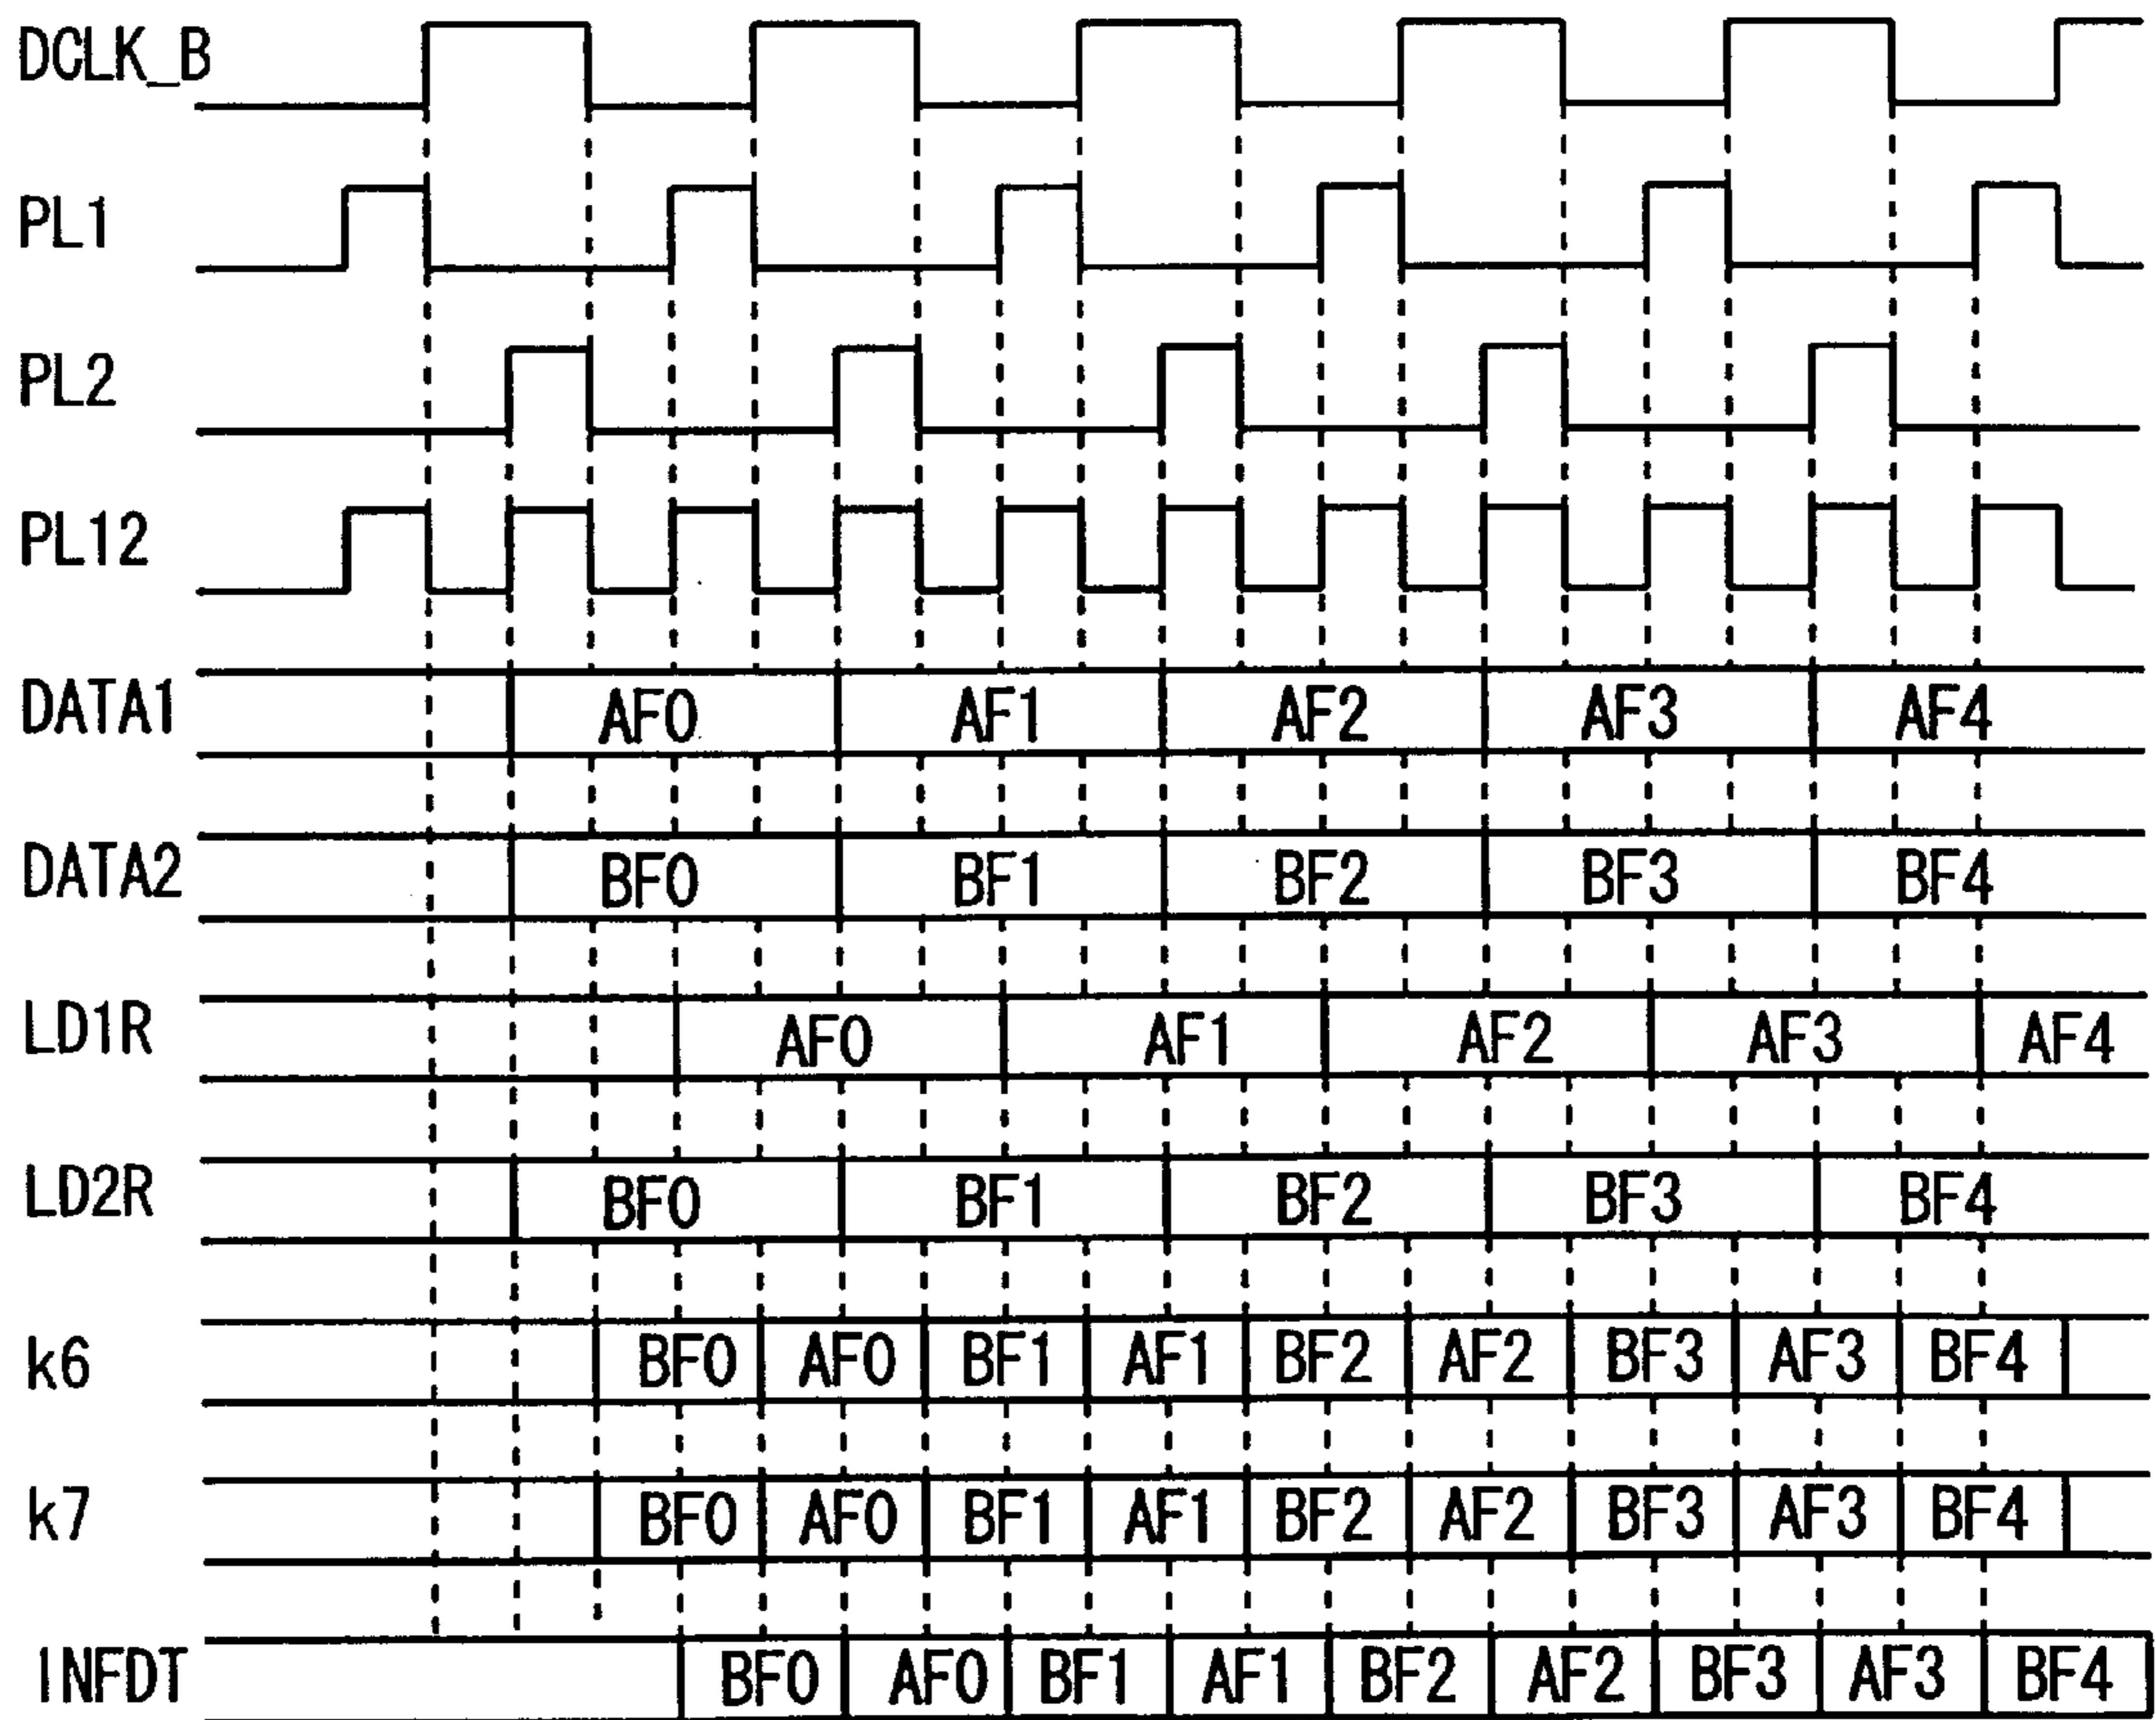 DCLK_B
PL1
PL2
PL12
DATA1 AF0 AF1 AF2 AF3 AF4
DATA2 BF0 BF1 BF2 BF3 BF4
LD1R AF0 AF1 AF2 AF3 AF4
LD2R BF0 BF1 BF2 BF3 BF4
k6 BF0 AF0 BF1 AF1 BF2 AF2 BF3 AF3 BF4
k7 BF0 AF0 BF1 AF1 BF2 AF2 BF3 AF3 BF4
INFDT BF0 AF0 BF1 AF1 BF2 AF2 BF3 AF3 BF4